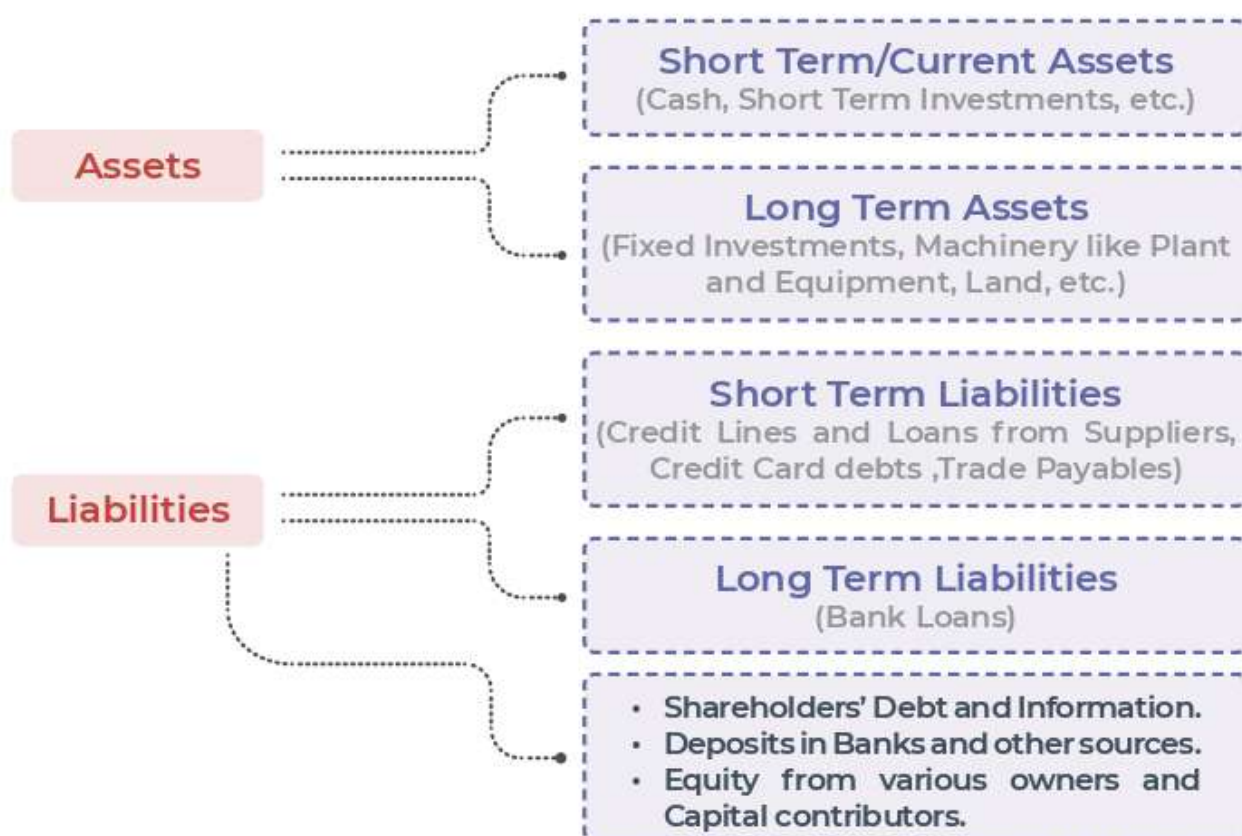 Assets
Short Term/Current Assets
(Cash, Short Term Investments, etc.)
Long Term Assets
(Fixed Investments, Machinery like Plant
and Equipment, Land, etc.)
Liabilities
Short Term Liabilities
(Credit Lines and Loans from Suppliers,
Credit Card debts ,Trade Payables)
Long Term Liabilities
(Bank Loans)
• Shareholders' Debt and Information.
• Deposits in Banks and other sources.
• Equity from various owners and
Capital contributors.